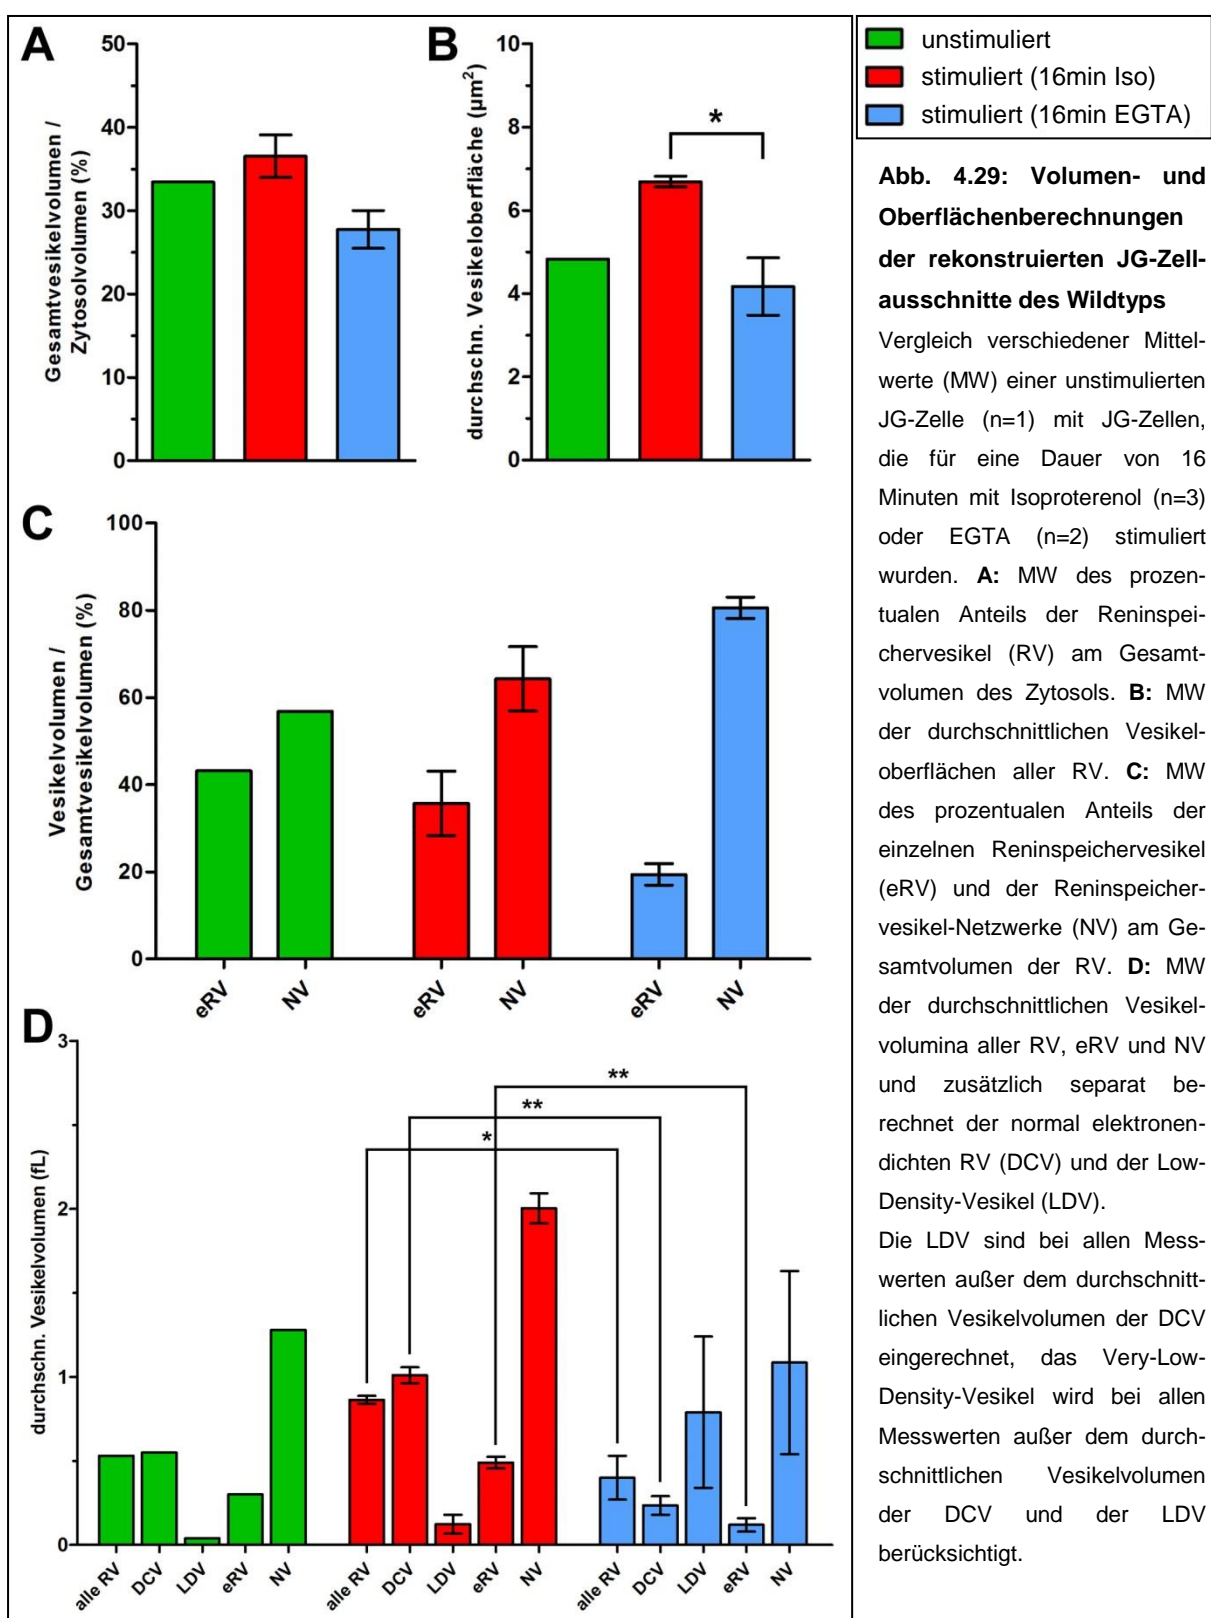 A
Gesamtvesikelvolumen /
Zytosolvolumen (%)
50
40
30
20
10
0
B
durchschn. Vesikeloberfläche (µm²)
10
8
6
4
2
0
*
unstimuliert
stimuliert (16min Iso)
stimuliert (16min EGTA)
C
Vesikelvolumen /
Gesamtvesikelvolumen (%)
100
80
60
40
20
0
eRV
NV
eRV
NV
eRV
NV
D
durchschn. Vesikelvolumen (fL)
3
2
1
0
**
**
*
alle RV
DCV
LDV
eRV
NV
alle RV
DCV
LDV
eRV
NV
alle RV
DCV
LDV
eRV
NV
Abb. 4.29: Volumen- und
Oberflächenberechnungen
der rekonstruierten JG-Zell-
ausschnitte des Wildtyps
Vergleich verschiedener Mittel-
werte (MW) einer unstimulierten
JG-Zelle (n=1) mit JG-Zellen,
die für eine Dauer von 16
Minuten mit Isoproterenol (n=3)
oder EGTA (n=2) stimuliert
wurden. A: MW des prozen-
tualen Anteils der Reninspei-
chervesikel (RV) am Gesamt-
volumen des Zytosols. B: MW
der durchschnittlichen Vesikel-
oberflächen aller RV. C: MW
des prozentualen Anteils der
einzelnen Reninspeichervesikel
(eRV) und der Reninspeicher-
vesikel-Netzwerke (NV) am Ge-
samtvolumen der RV. D: MW
der durchschnittlichen Vesikel-
volumina aller RV, eRV und NV
und zusätzlich separat be-
rechnet der normal elektronen-
dichten RV (DCV) und der Low-
Density-Vesikel (LDV).
Die LDV sind bei allen Mess-
werten außer dem durchschnitt-
lichen Vesikelvolumen der DCV
eingerechnet, das Very-Low-
Density-Vesikel wird bei allen
Messwerten außer dem durch-
schnittlichen Vesikelvolumen
der DCV und der LDV
berücksichtigt.